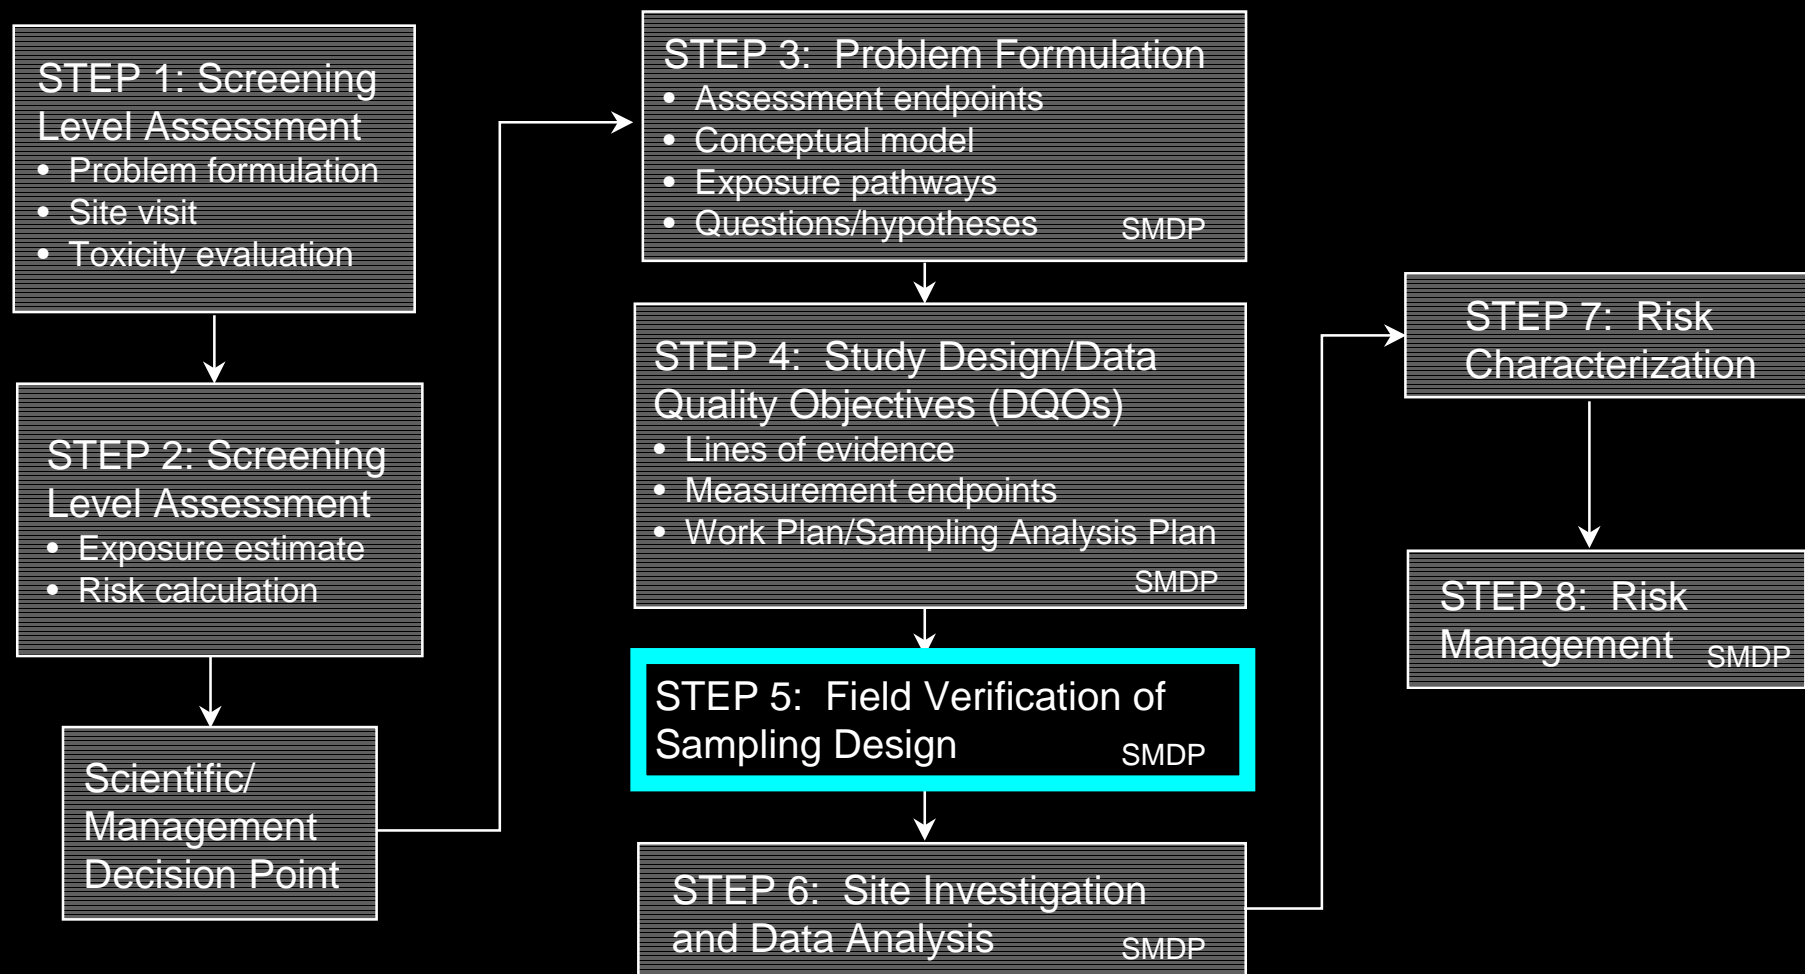 STEP 1: Screening
Level Assessment
• Problem formulation
• Site visit
• Toxicity evaluation
STEP 2: Screening
Level Assessment
• Exposure estimate
• Risk calculation
Scientific/
Management
Decision Point
STEP 3: Problem Formulation
• Assessment endpoints
• Conceptual model
• Exposure pathways
• Questions/hypotheses SMDP
STEP 4: Study Design/Data
Quality Objectives (DQOs)
• Lines of evidence
• Measurement endpoints
• Work Plan/Sampling Analysis Plan
SMDP
STEP 5: Field Verification of
Sampling Design SMDP
STEP 6: Site Investigation
and Data Analysis SMDP
STEP 7: Risk
Characterization
STEP 8: Risk
Management SMDP